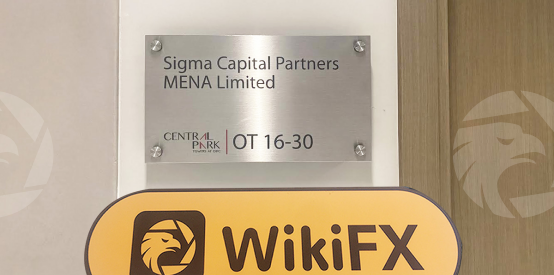 Sigma Capital Partners
MENA Limited
CENTRAL
PARK
OT 16-30
WikiFX